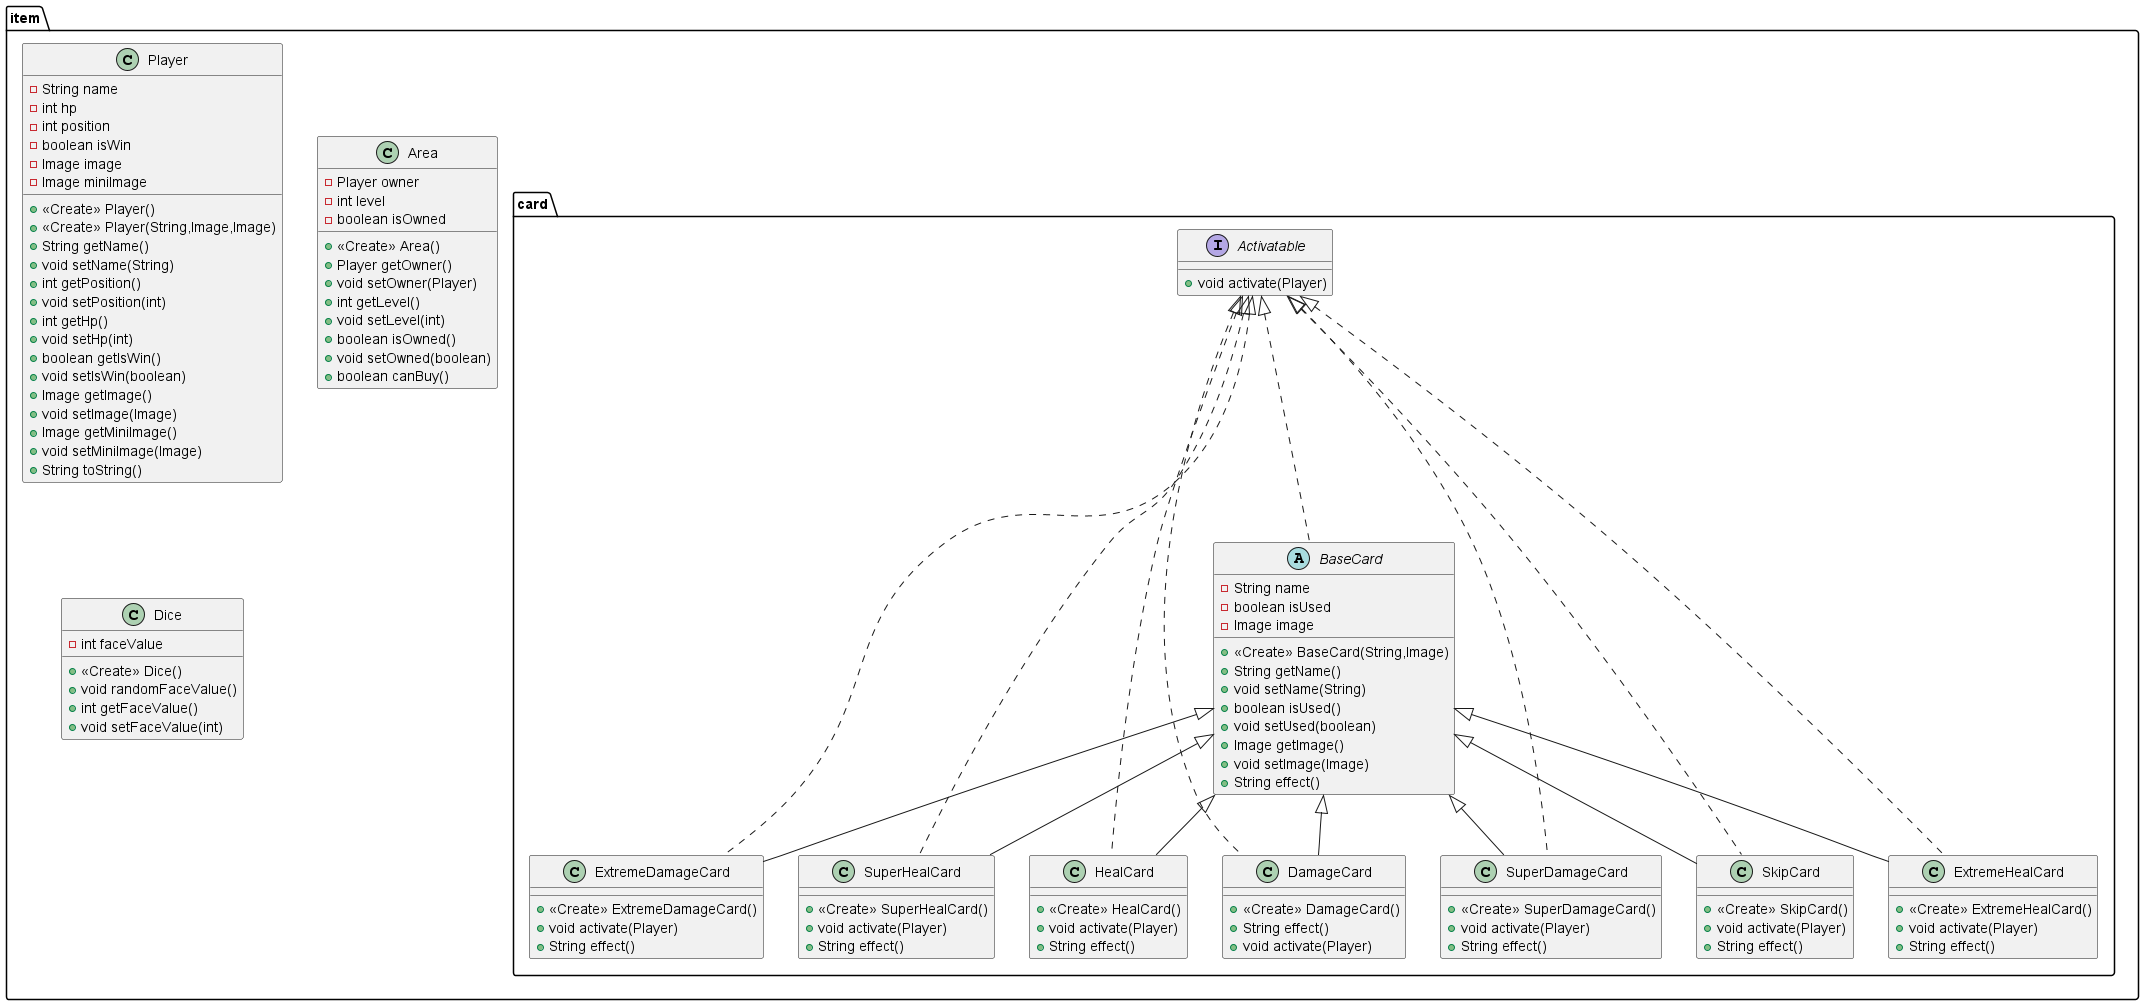 item
C Player
String name
int hp
int position
boolean isWin
Image image
Image miniImage
«Create» Player()
«Create» Player(String,Image,Image)
String getName()
void setName(String)
int getPosition()
void setPosition(int)
int getHp()
void setHp(int)
boolean getIsWin()
void setIsWin(boolean)
Image getImage()
void setImage(Image)
Image getMiniImage()
void setMiniImage(Image)
String toString()
C Area
Player owner
int level
boolean isOwned
«Create» Area()
Player getOwner()
void setOwner(Player)
int getLevel()
void setLevel(int)
boolean isOwned()
void setOwned(boolean)
boolean canBuy()
C Dice
int faceValue
«Create» Dice()
void randomFaceValue()
int getFaceValue()
void setFaceValue(int)
card
I Activatable
void activate(Player)
A BaseCard
String name
boolean isUsed
Image image
«Create» BaseCard(String,Image)
String getName()
void setName(String)
boolean isUsed()
void setUsed(boolean)
Image getImage()
void setImage(Image)
String effect()
C ExtremeDamageCard
«Create» ExtremeDamageCard()
void activate(Player)
String effect()
C SuperHealCard
«Create» SuperHealCard()
void activate(Player)
String effect()
C HealCard
«Create» HealCard()
void activate(Player)
String effect()
C DamageCard
«Create» DamageCard()
String effect()
void activate(Player)
C SuperDamageCard
«Create» SuperDamageCard()
void activate(Player)
String effect()
C SkipCard
«Create» SkipCard()
void activate(Player)
String effect()
C ExtremeHealCard
«Create» ExtremeHealCard()
void activate(Player)
String effect()